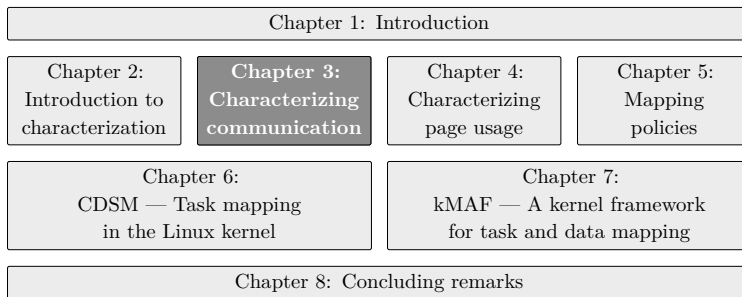 Chapter 1: Introduction
Chapter 2:
Introduction to
characterization
Chapter 3:
Characterizing
communication
Chapter 4:
Characterizing
page usage
Chapter 5:
Mapping
policies
Chapter 6:
CDSM — Task mapping
in the Linux kernel
Chapter 7:
kMAF — A kernel framework
for task and data mapping
Chapter 8: Concluding remarks